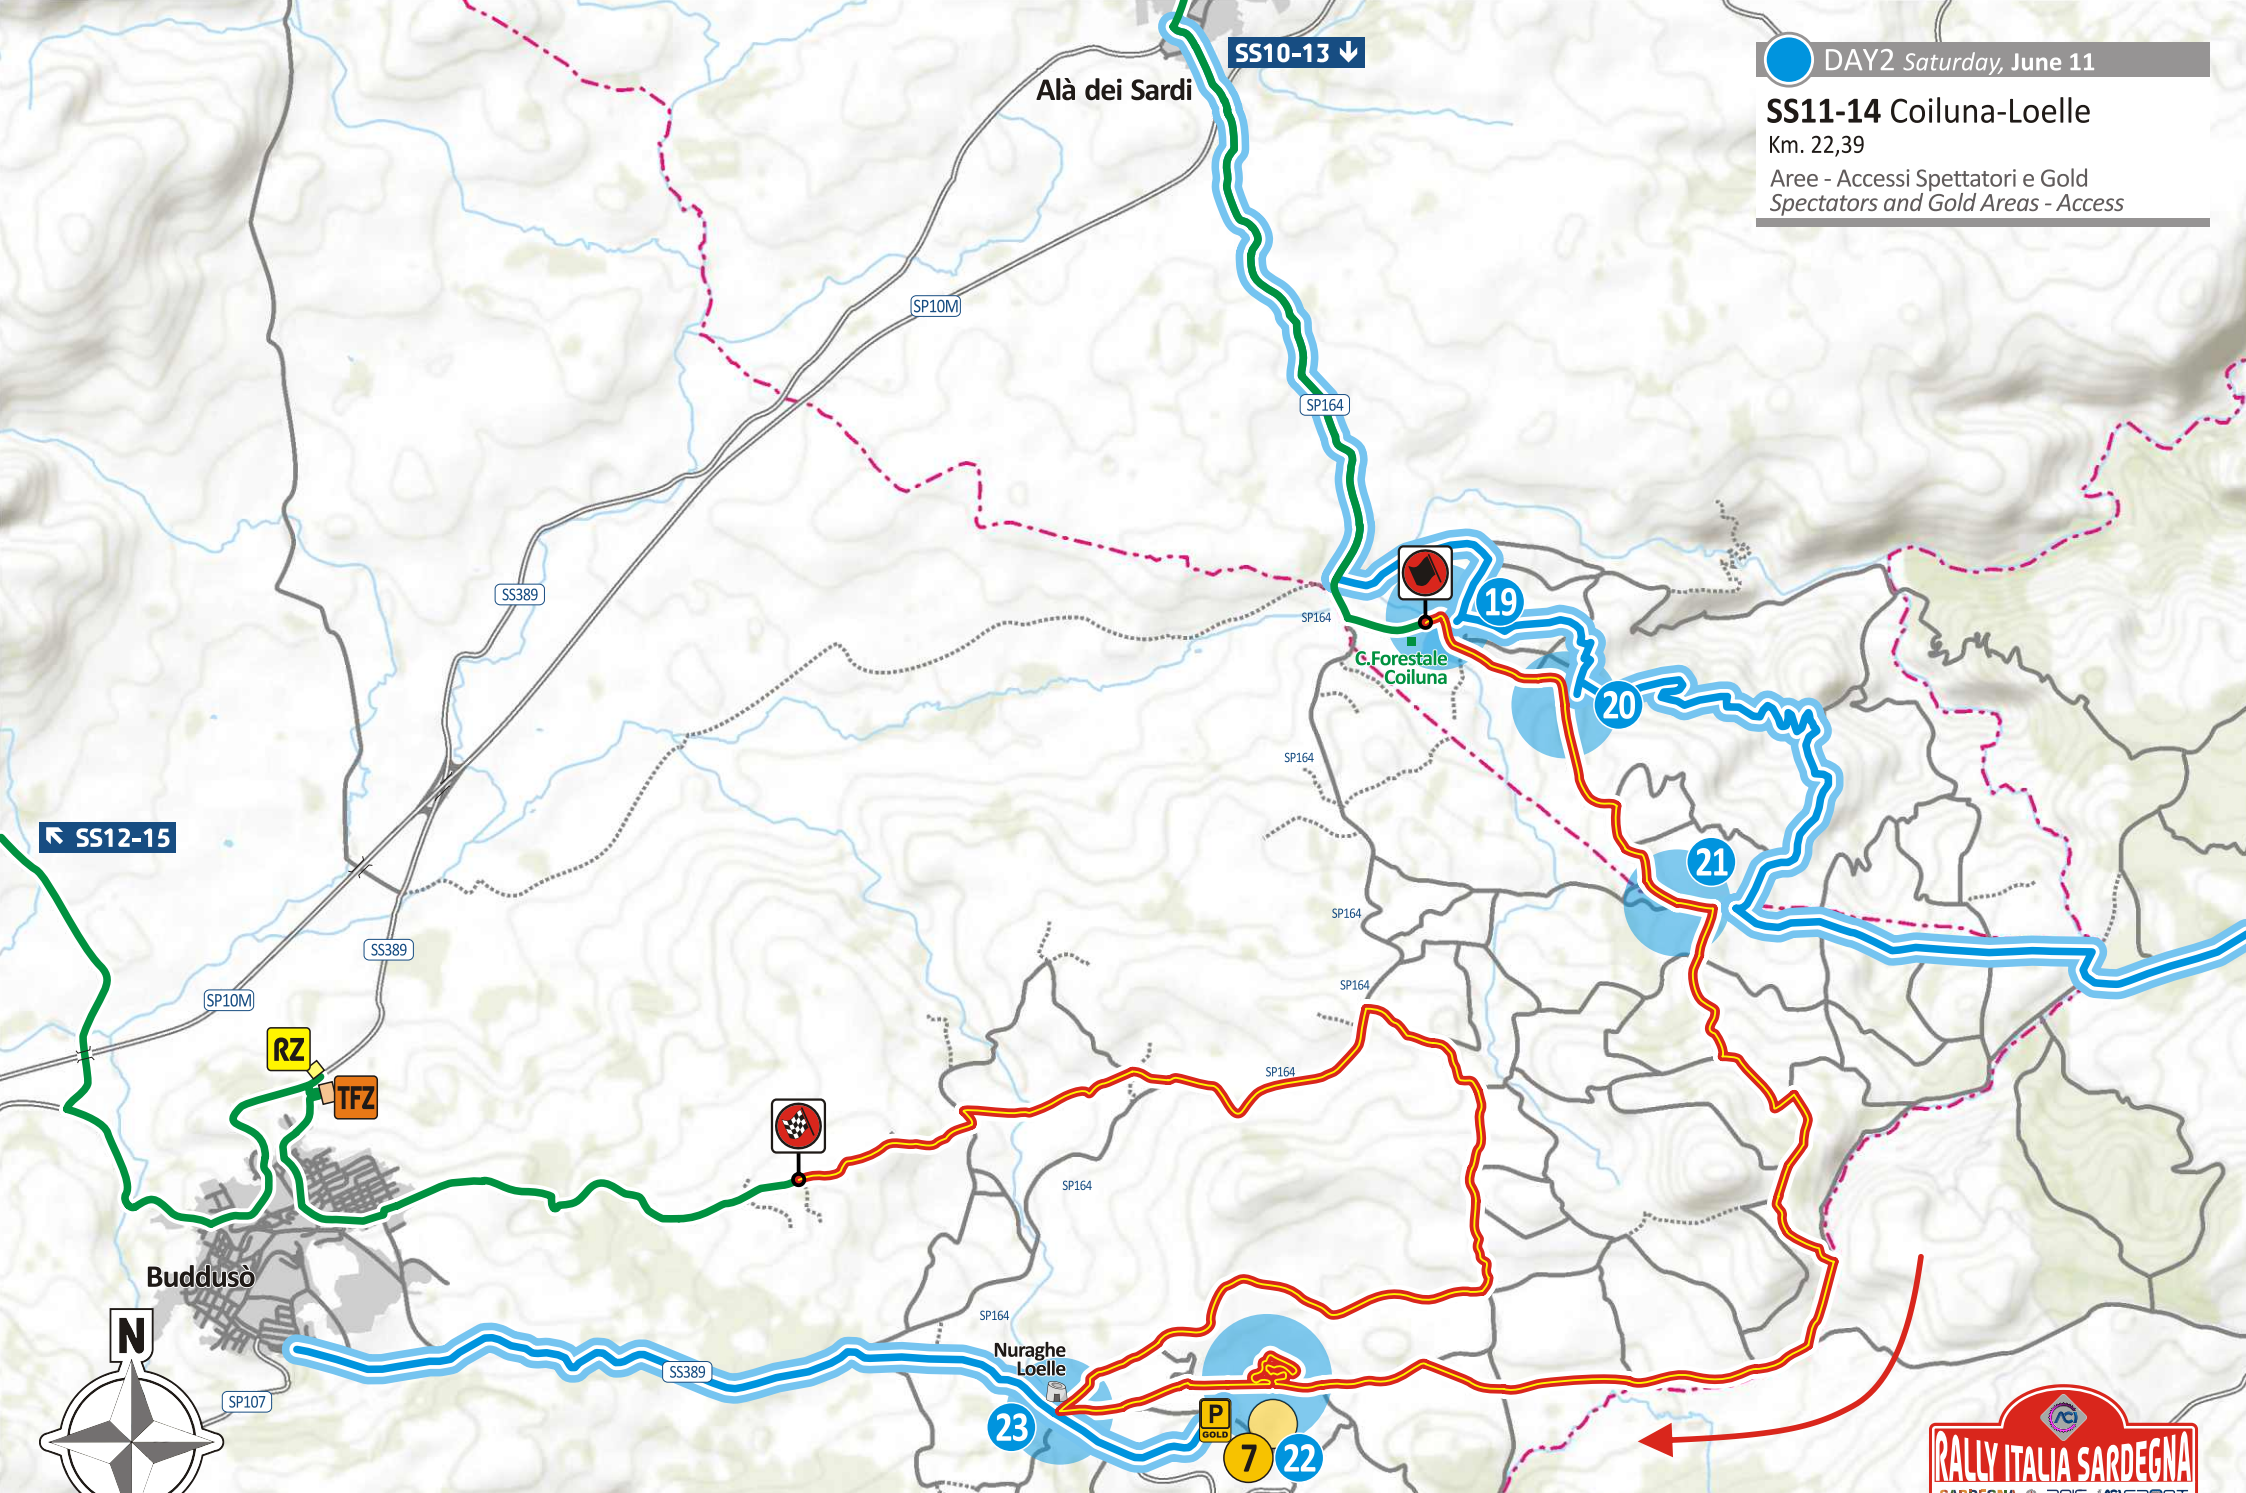 SS10-13
DAY2 Saturday, June 11
SS11-14 Coiluna-Loelle
Km. 22,39
Aree - Accessi Spettatori e Gold
Spectators and Gold Areas - Access
Alà dei Sardi
SP10M
SP164
SS389
19
SP164
C.Forestale
Coiluna
20
SP164
SS12-15
21
SP164
SS389
SP164
SP10M
RZ
SP164
TFZ
SP164
Buddusò
SP164
N
Nuraghe
Loelle
SS389
SP107
P
GOLD
23
7
22
ACI
RALLY ITALIA SARDEGNA